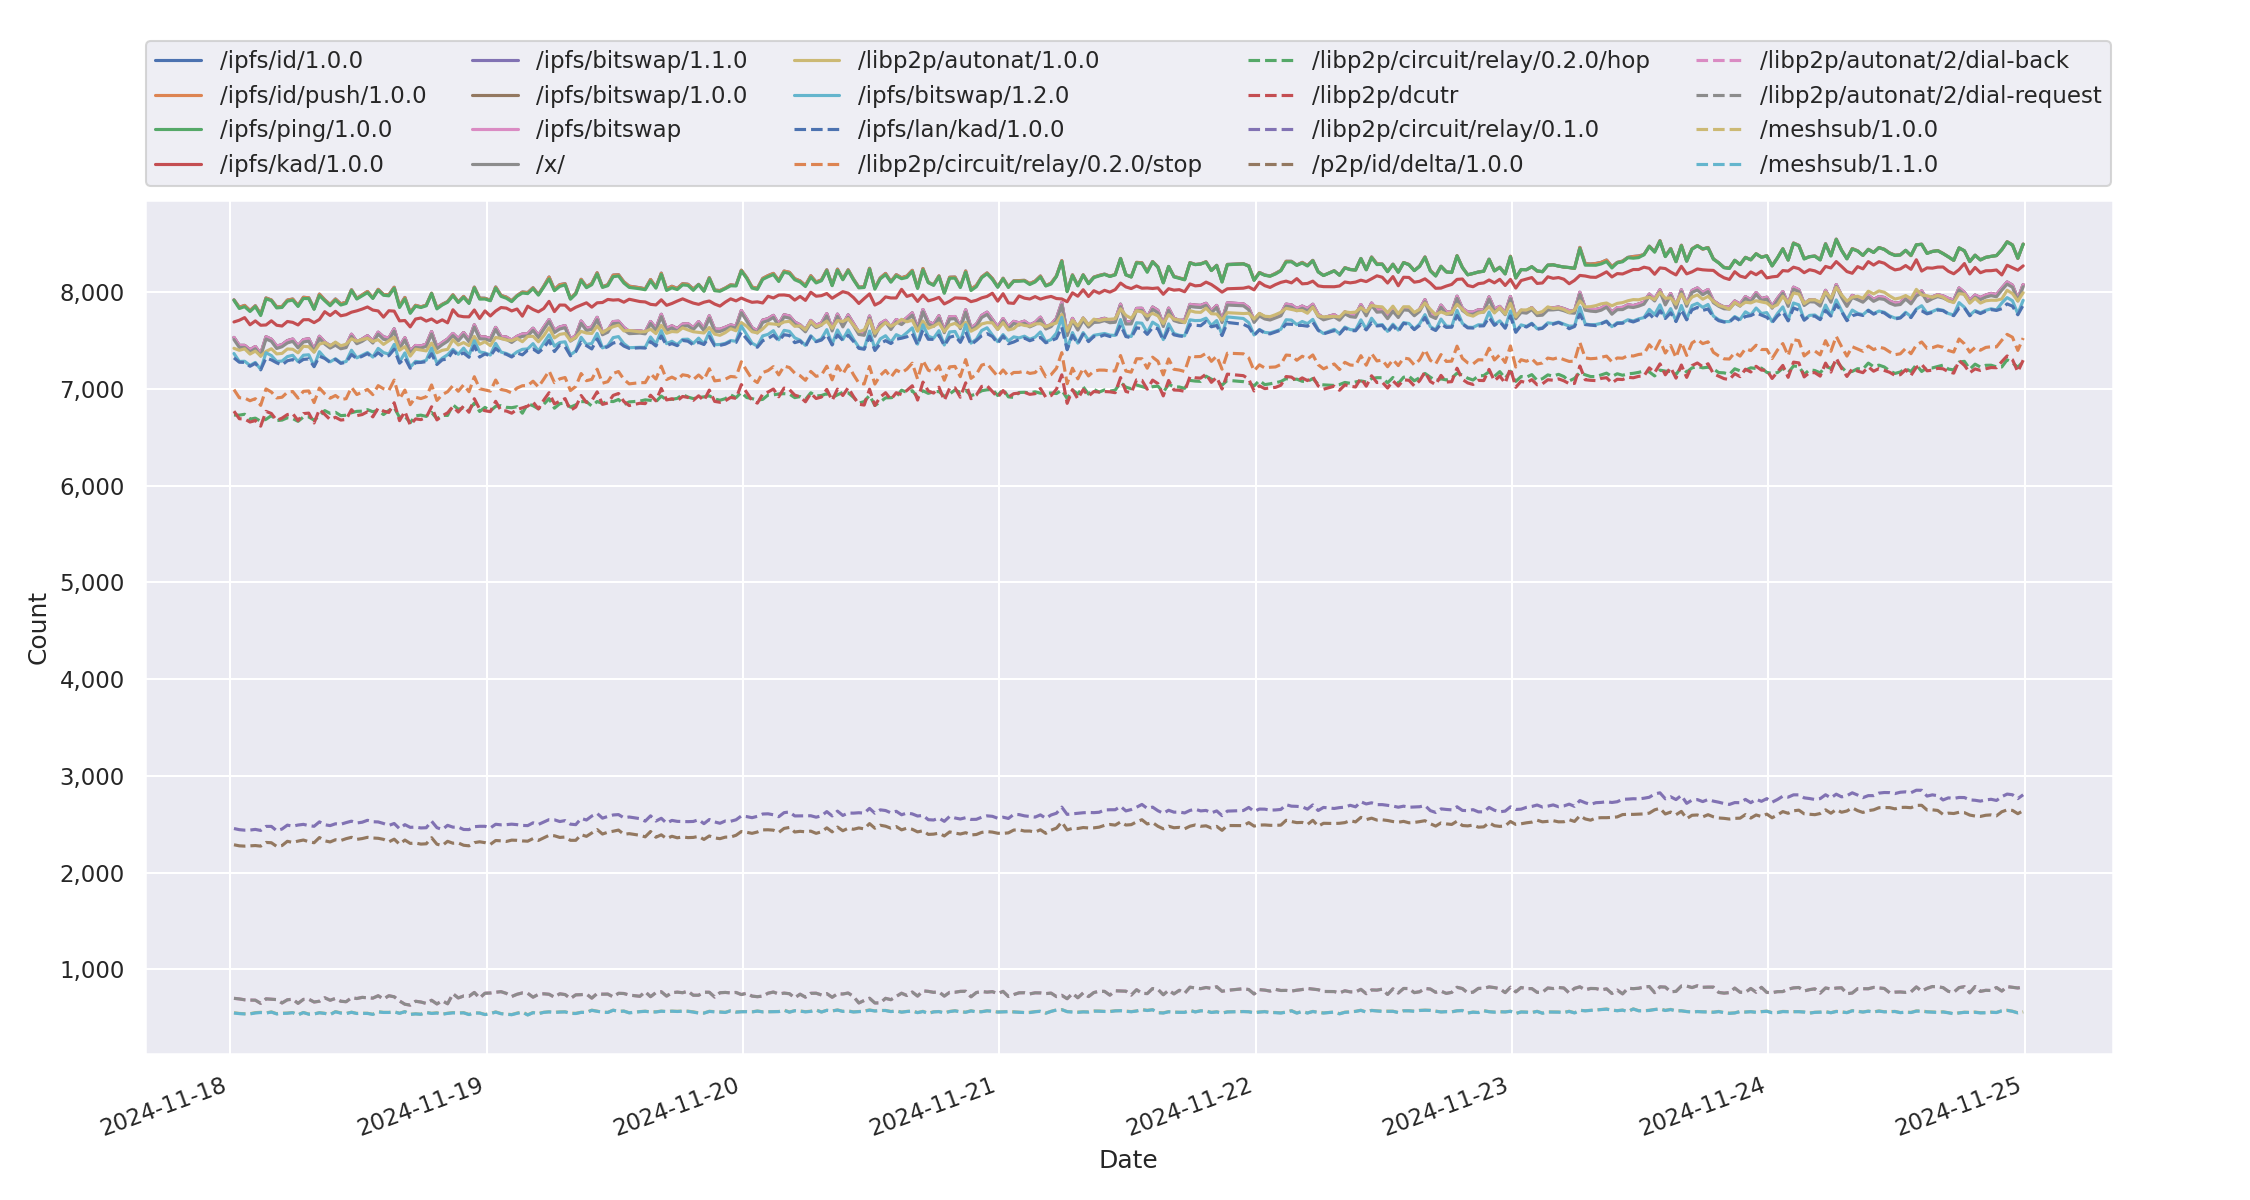 /ipfs/id/1.0.0
/ipfs/id/push/1.0.0
/ipfs/ping/1.0.0
/ipfs/kad/1.0.0
/ipfs/bitswap/1.1.0
/ipfs/bitswap/1.0.0
/ipfs/bitswap
/x/
/libp2p/autonat/1.0.0
/ipfs/bitswap/1.2.0
/ipfs/lan/kad/1.0.0
/libp2p/circuit/relay/0.2.0/stop
/libp2p/circuit/relay/0.2.0/hop
/libp2p/dcutr
/libp2p/circuit/relay/0.1.0
/p2p/id/delta/1.0.0
/libp2p/autonat/2/dial-back
/libp2p/autonat/2/dial-request
/meshsub/1.0.0
/meshsub/1.1.0
Count
8,000
7,000
6,000
5,000
4,000
3,000
2,000
1,000
2024-11-18
2024-11-19
2024-11-20
2024-11-21
2024-11-22
2024-11-23
2024-11-24
2024-11-25
Date